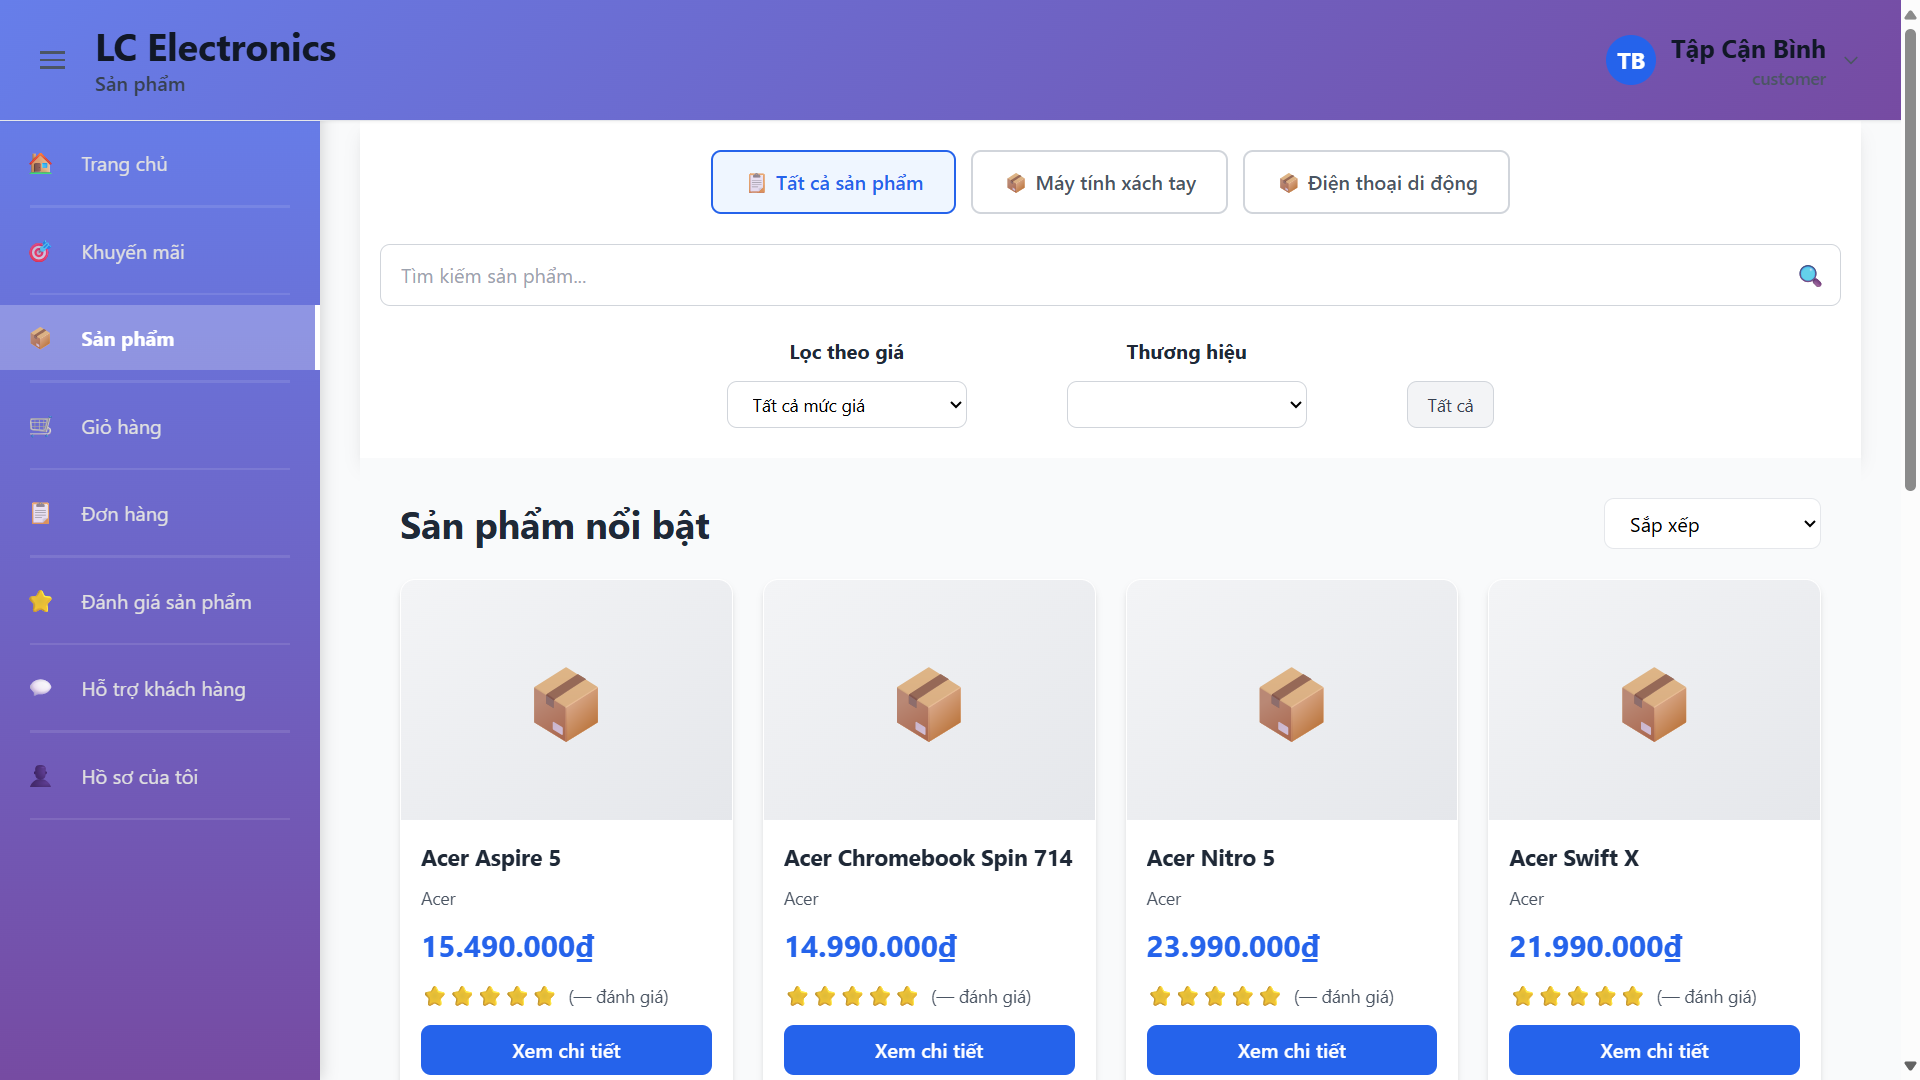 LC Electronics
Sản phẩm
TB
Tập Cận Bình
customer
Trang chủ
Khuyến mãi
Sản phẩm
Giỏ hàng
Đơn hàng
Đánh giá sản phẩm
Hỗ trợ khách hàng
Hồ sơ của tôi
Tất cả sản phẩm
Máy tính xách tay
Điện thoại di động
Tìm kiếm sản phẩm...
Lọc theo giá
Thương hiệu
Tất cả mức giá
Tất cả
Sản phẩm nổi bật
Sắp xếp
Acer Aspire 5
Acer
15.490.000₫
(— đánh giá)
Xem chi tiết
Acer Chromebook Spin 714
Acer
14.990.000₫
(— đánh giá)
Xem chi tiết
Acer Nitro 5
Acer
23.990.000₫
(— đánh giá)
Xem chi tiết
Acer Swift X
Acer
21.990.000₫
(— đánh giá)
Xem chi tiết